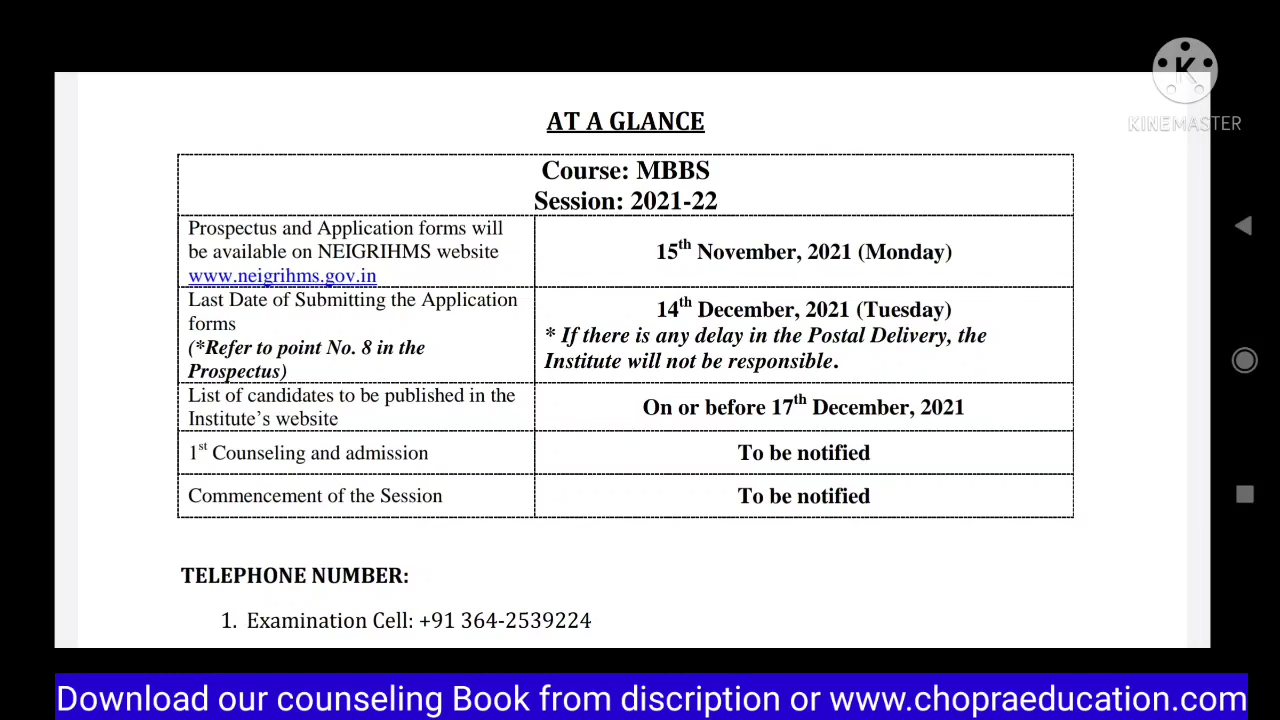 K
KINEMASTER
AT A GLANCE
Course: MBBS
Session: 2021-22
Prospectus and Application forms will
be available on NEIGRIHMS website
www.neigrihms.gov.in
15th November, 2021 (Monday)
Last Date of Submitting the Application
forms
(*Refer to point No. 8 in the
Prospectus)
14th December, 2021 (Tuesday)
* If there is any delay in the Postal Delivery, the
Institute will not be responsible.
List of candidates to be published in the
Institute's website
On or before 17th December, 2021
1st Counseling and admission
To be notified
Commencement of the Session
To be notified
TELEPHONE NUMBER:
1. Examination Cell: +91 364-2539224
Download our counseling Book from discription or www.chopraeducation.com